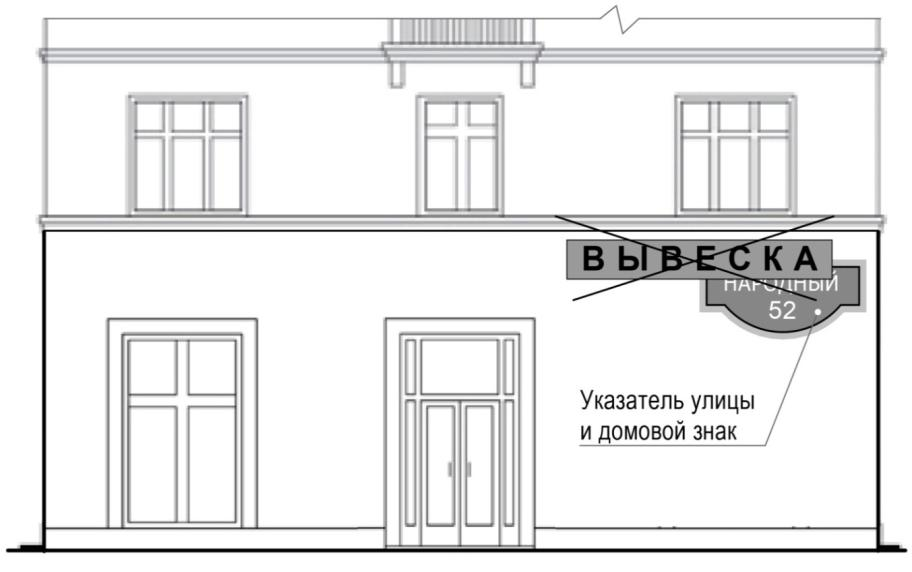 ВЫВЕСКА
НАРОДНЫЙ
52
Указатель улицы
и домовой знак